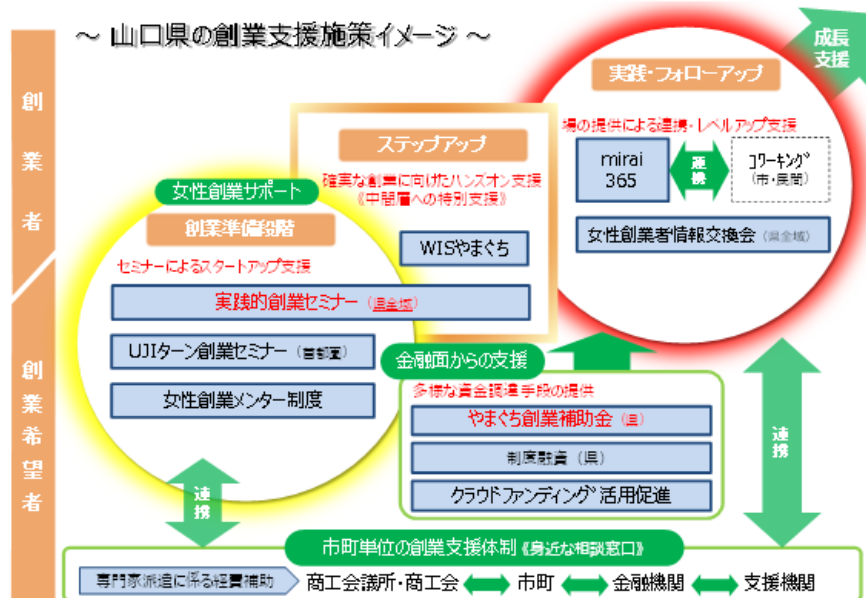 ~ 山口県の創業支援施策イメージ ~
成長
支援
創業者
創業希望者
実践・フォローアップ
場の提供による連携・レベルアップ支援
mirai
365
連携
コワーキング
(市・民間)
女性創業者情報交換会 (県全域)
ステップアップ
確実な創業に向けたハンズオン支援
《中間層への特別支援》
WISやまぐち
女性創業サポート
創業準備段階
セミナーによるスタートアップ支援
実践的創業セミナー (県全域)
UJIターン創業セミナー (首都圏)
女性創業メンター制度
金融面からの支援
多様な資金調達手段の提供
やまぐち創業補助金 (県)
制度融資 (県)
クラウドファンディング活用促進
連携
連携
市町単位の創業支援体制《身近な相談窓口》
専門家派遣に係る経費補助
商工会議所・商工会 市町 金融機関 支援機関